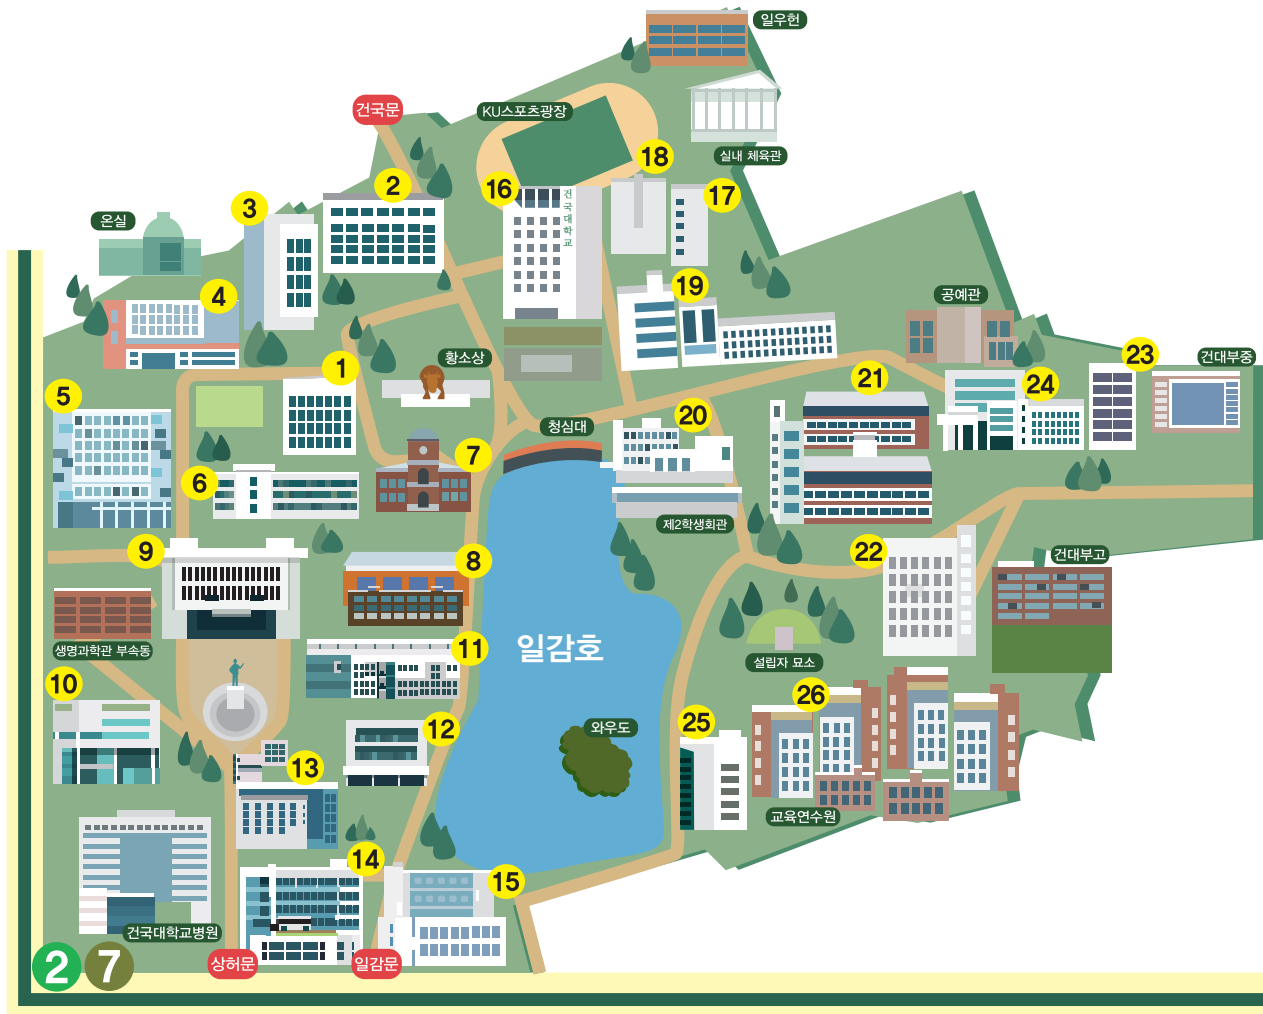 일우헌
건국문
KU스포츠광장
실내 체육관
18
2
16
17
3
건
국
대
학
교
온실
19
4
공예관
황소상
1
23
건대부중
5
21
24
20
청심대
7
6
제2학생회관
9
22
건대부고
8
일감호
11
생명과학관 부속동
설립자 묘소
10
26
25
와우도
12
13
교육연수원
14
15
건국대학교병원
2
7
상허문
일감문